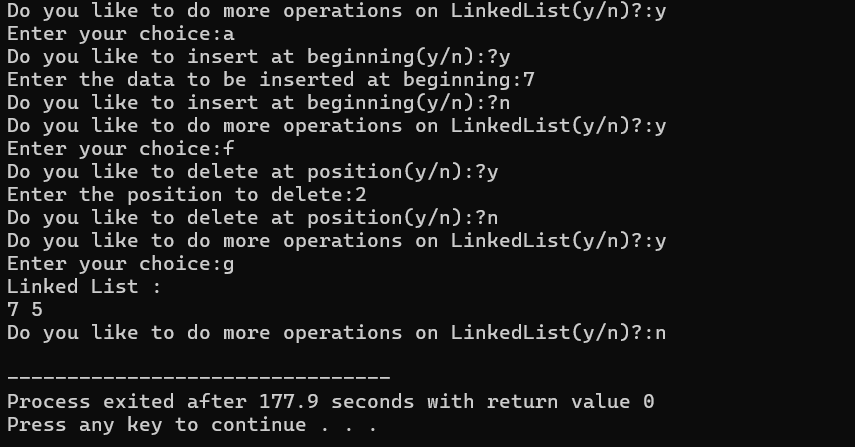 Do you like to do more operations on LinkedList(y/n)?:y
Enter your choice:a
Do you like to insert at beginning(y/n):?y
Enter the data to be inserted at beginning:7
Do you like to insert at beginning(y/n):?n
Do you like to do more operations on LinkedList(y/n)?:y
Enter your choice:f
Do you like to delete at position(y/n):?y
Enter the position to delete:2
Do you like to delete at position(y/n):?n
Do you like to do more operations on LinkedList(y/n)?:y
Enter your choice:g
Linked List :
7 5
Do you like to do more operations on LinkedList(y/n)?:n
--------------------------------
Process exited after 177.9 seconds with return value 0
Press any key to continue . . .